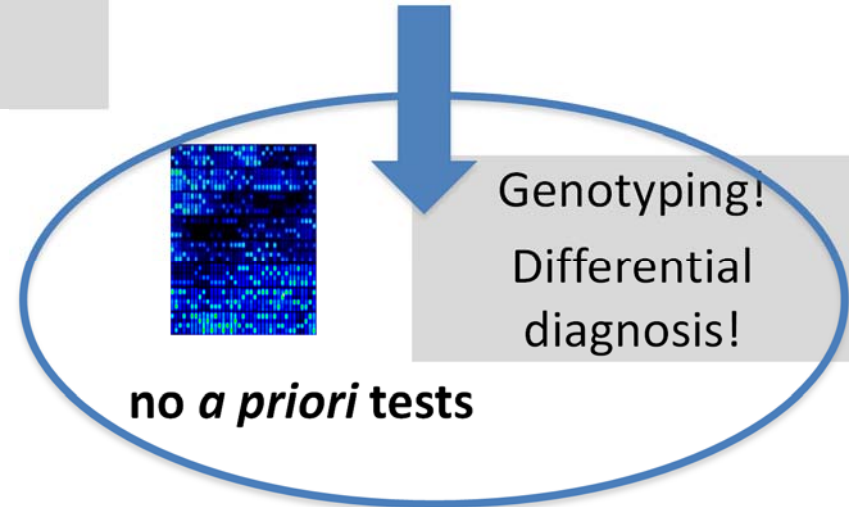 Genotyping!
Differential
diagnosis!
no a priori tests